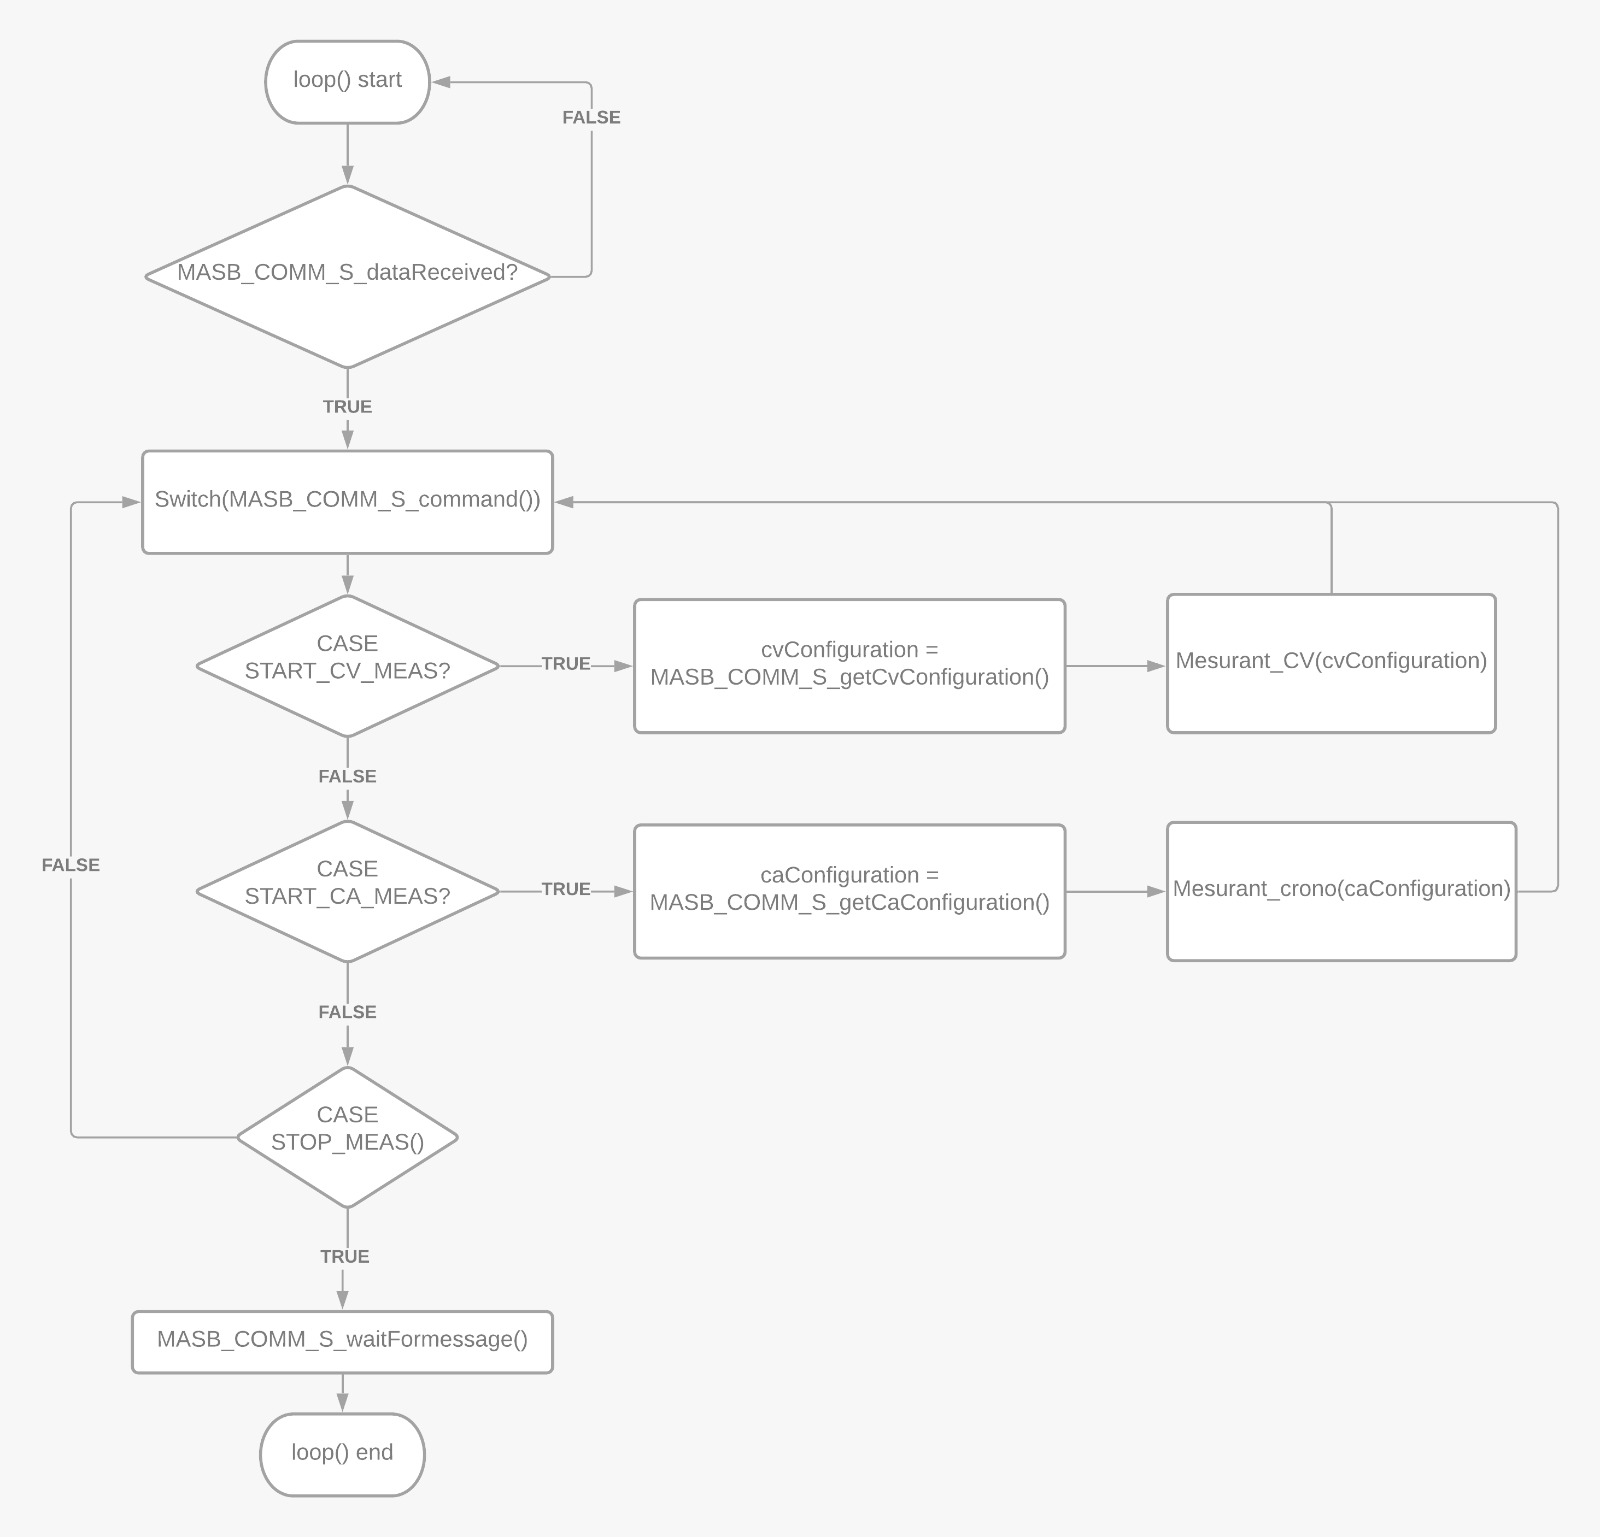 loop() start
FALSE
MASB_COMM_S_dataReceived?
TRUE
Switch(MASB_COMM_S_command())
CASE
START_CV_MEAS?
TRUE
cvConfiguration =
MASB_COMM_S_getCvConfiguration()
Mesurant_CV(cvConfiguration)
FALSE
FALSE
CASE
START_CA_MEAS?
TRUE
caConfiguration =
MASB_COMM_S_getCaConfiguration()
Mesurant_crono(caConfiguration)
FALSE
CASE
STOP_MEAS()
TRUE
MASB_COMM_S_waitFormessage()
loop() end